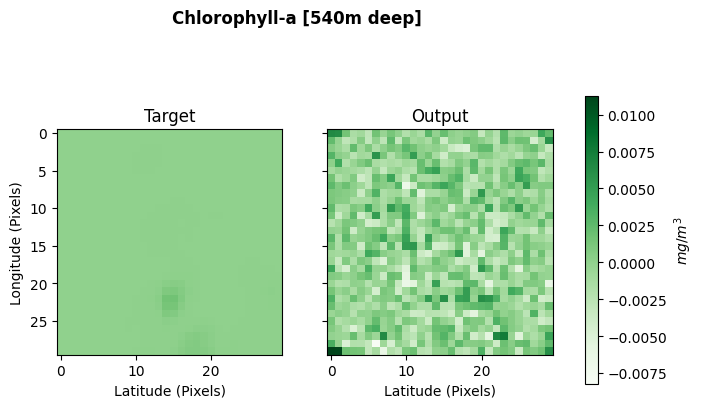 Chlorophyll-a [540m deep]
Target
Output
0
5
10
15
20
25
Longitude (Pixels)
0
10
20
Latitude (Pixels)
0
10
20
Latitude (Pixels)
0.0100
0.0075
0.0050
0.0025
0.0000
−0.0025
−0.0050
−0.0075
mg/m³